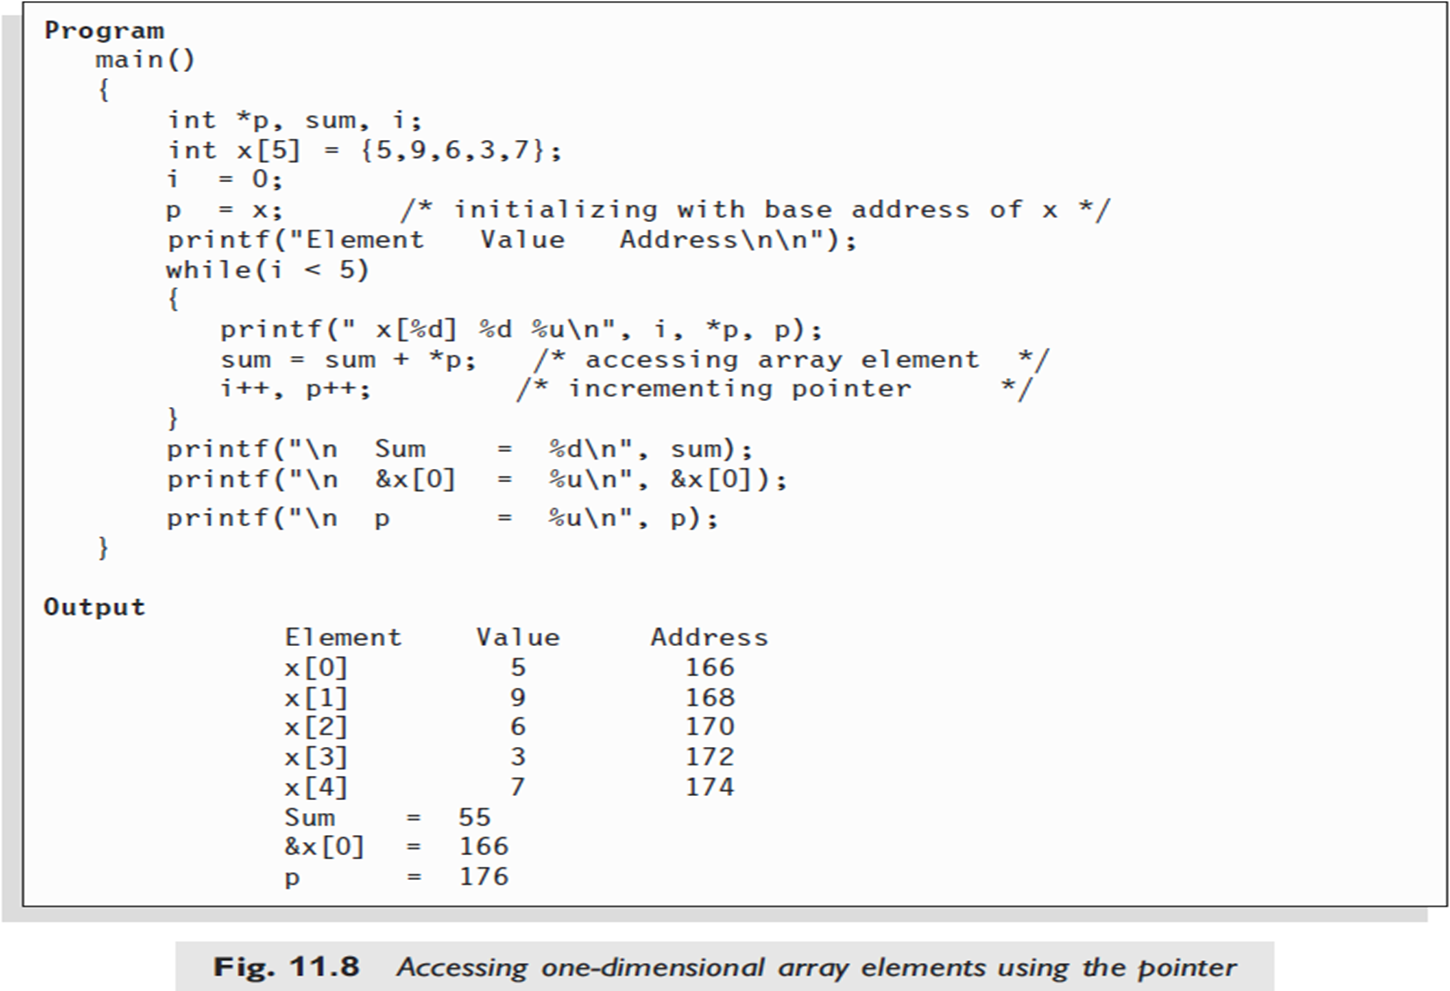 Program
main()
{
int *p, sum, i;
int x[5] = {5,9,6,3,7};
i = 0;
p = x; /* initializing with base address of x */
printf("Element Value Address\n\n");
while(i < 5)
{
printf(" x[%d] %d %u\n", i, *p, p);
sum = sum + *p; /* accessing array element */
i++, p++; /* incrementing pointer */
}
printf("\n Sum = %d\n", sum);
printf("\n &x[0] = %u\n", &x[0]);
printf("\n p = %u\n", p);
}
Output
Element Value Address
x[0] 5 166
x[1] 9 168
x[2] 6 170
x[3] 3 172
x[4] 7 174
Sum = 55
&x[0] = 166
p = 176
Fig. 11.8 Accessing one-dimensional array elements using the pointer